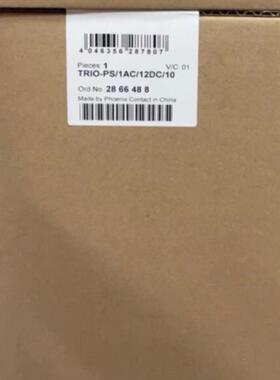 4 046356 287807
Pieces: 1 V/C: 01
TRIO-PS/1AC/12DC/10
Ord No. 28 66 48 8
Made by Phoenix Contact in China